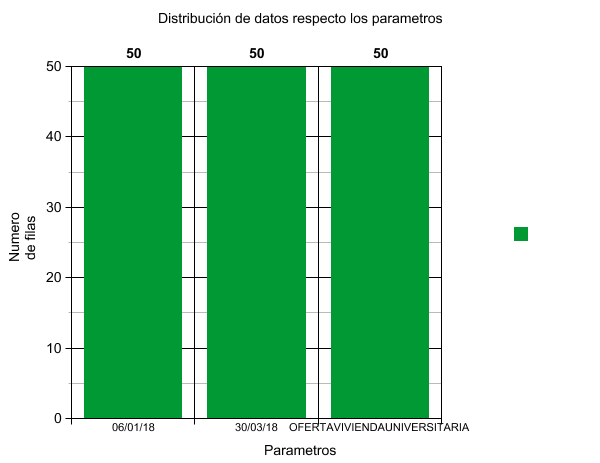 Distribución de datos respecto los parametros
50 50 50
50
40
30
20
10
0
Numero
de filas
06/01/18 30/03/18 OFERTAVIVIENDAUNIVERSITARIA
Parametros